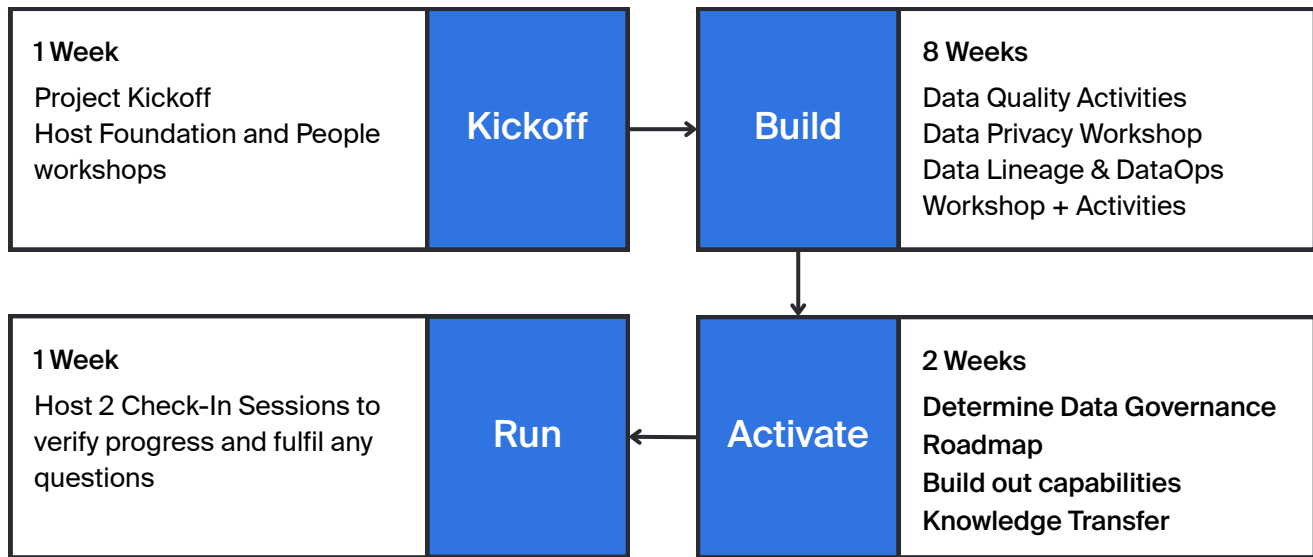 1 Week
Project Kickoff
Host Foundation and People
workshops
Kickoff
Build
8 Weeks
Data Quality Activities
Data Privacy Workshop
Data Lineage & DataOps
Workshop + Activities
2 Weeks
Determine Data Governance
Roadmap
Build out capabilities
Knowledge Transfer
Activate
Run
1 Week
Host 2 Check-In Sessions to
verify progress and fulfil any
questions